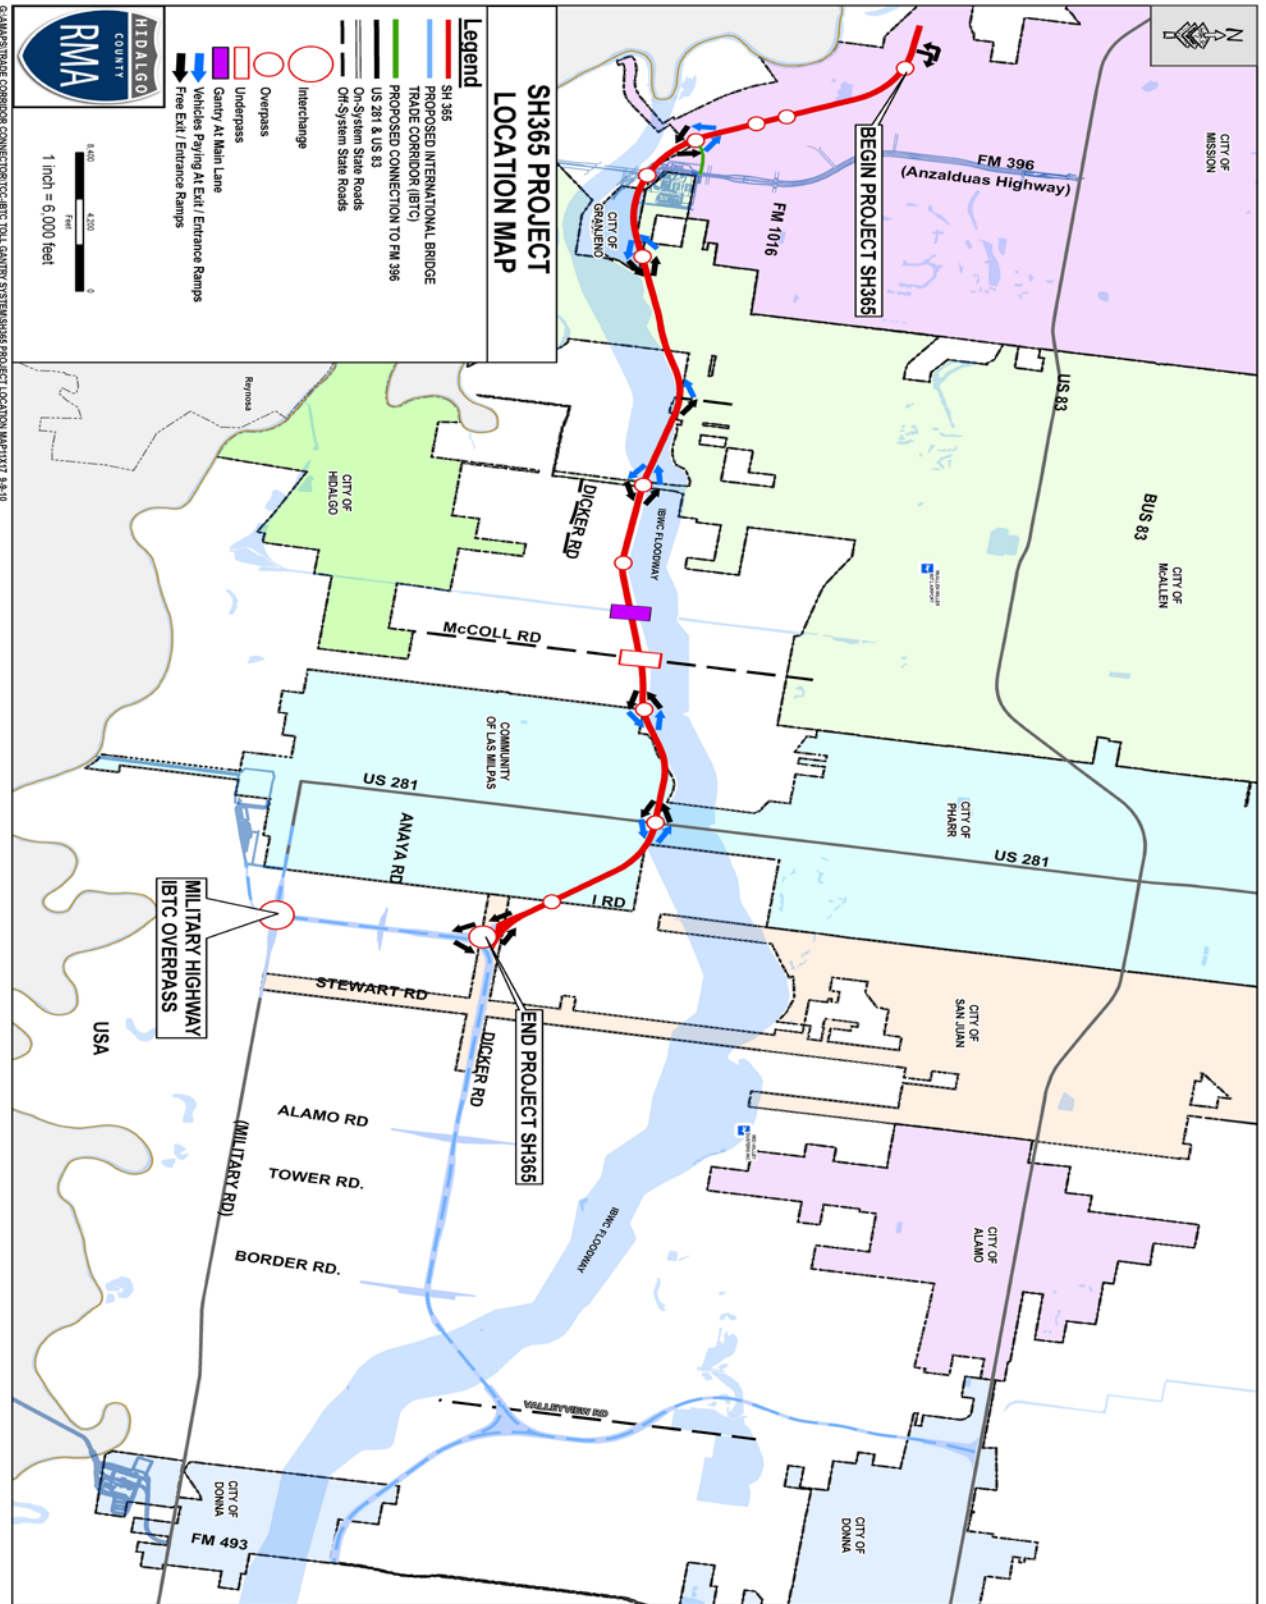 N
SH365 PROJECT
LOCATION MAP
Legend
SH 365
PROPOSED INTERNATIONAL BRIDGE
TRADE CORRIDOR (IBTC)
PROPOSED CONNECTION TO FM 396
US 281 & US 83
On-System State Roads
Off-System State Roads
Interchange
Overpass
Underpass
Gantry At Main Lane
Vehicles Paying At Exit / Entrance Ramps
Free Exit / Entrance Ramps
HIDALGO
COUNTY
RMA
8,400
4,200
0
Feet
1 inch = 6,000 feet
CITY OF
MISSION
FM 396
(Anzalduas Highway)
BEGIN PROJECT SH365
FM 1016
CITY OF
GRANJENO
US 83
BUS 83
CITY OF
McALLEN
Reynosa
CITY OF
HIDALGO
DICKER RD
IBWC FLOODWAY
McCOLL RD
COMMUNITY
OF LAS MILPAS
US 281
CITY OF
PHARR
US 281
ANAYA RD
I RD
MILITARY HIGHWAY
IBTC OVERPASS
END PROJECT SH365
STEWART RD
CITY OF
SAN JUAN
USA
DICKER RD
ALAMO RD
TOWER RD.
BORDER RD.
(MILITARY RD)
IBWC FLOODWAY
CITY OF
ALAMO
VALLEYVIEW RD
CITY OF
DONNA
FM 493
CITY OF
DONNA